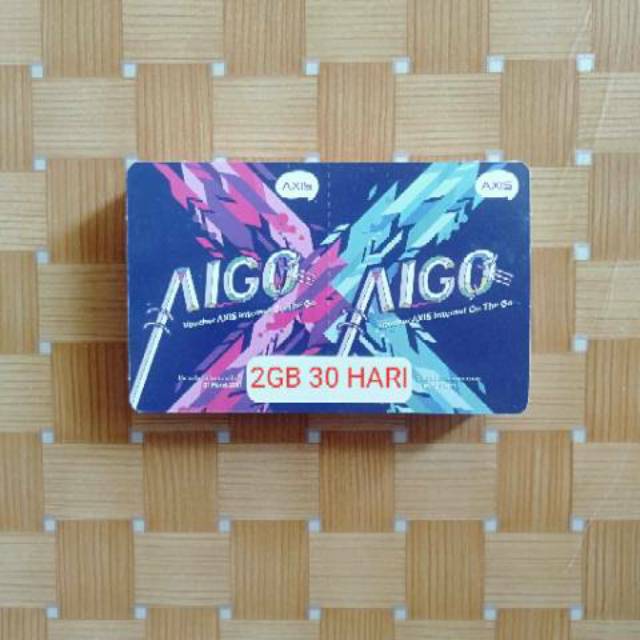 AXIS
AXIS
AIGO
AIGO
Voucher AXIS Internet On The Go
Voucher AXIS Internet On The Go
2GB 30 HARI